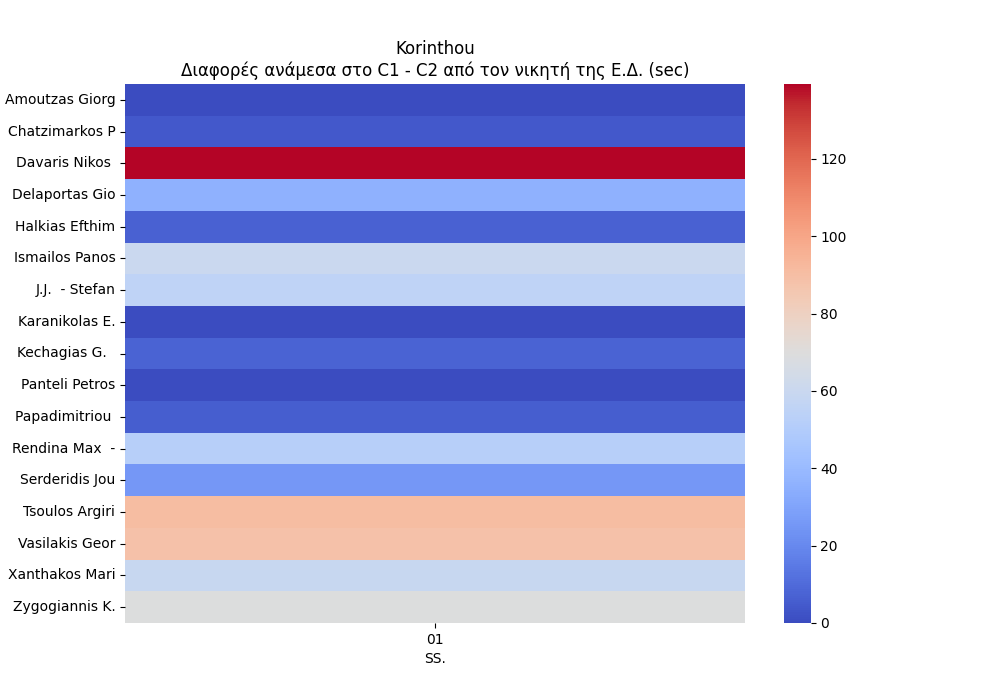 Korinthou
Διαφορές ανάμεσα στο C1 - C2 από τον νικητή της Ε.Δ. (sec)
Amoutzas Giorg
Chatzimarkos P
Davaris Nikos
Delaportas Gio
Halkias Efthim
Ismailos Panos
J.J.  - Stefan
Karanikolas E.
Kechagias G.
Panteli Petros
Papadimitriou
Rendina Max  -
Serderidis Jou
Tsoulos Argiri
Vasilakis Geor
Xanthakos Mari
Zygogiannis K.
01
SS.
120
100
80
60
40
20
0